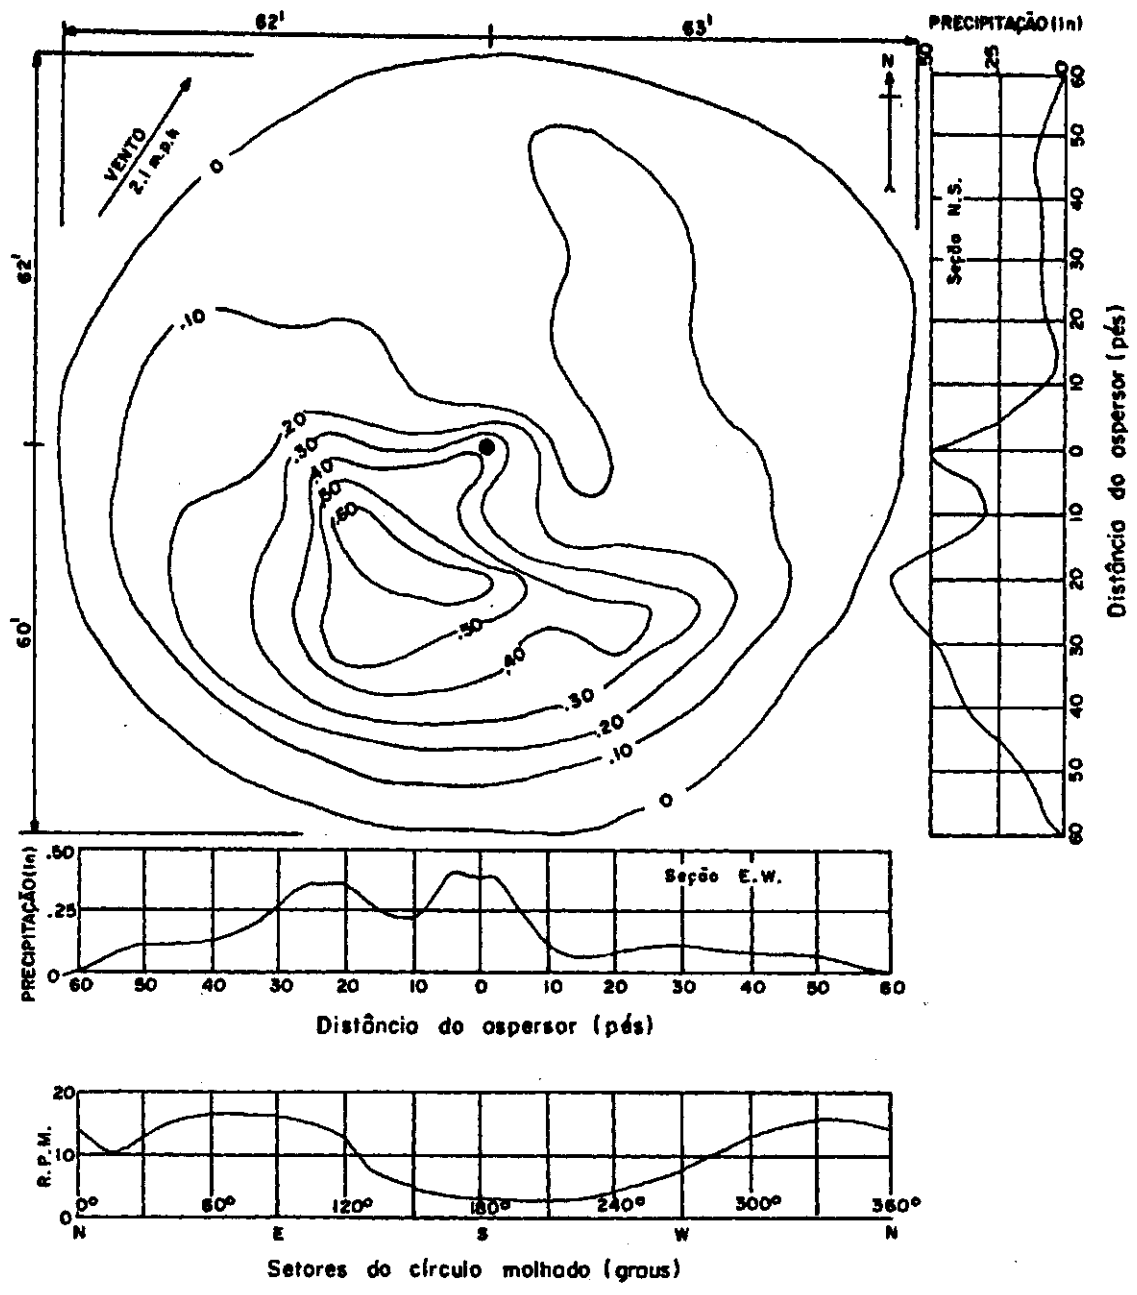 62'
63'
PRECIPITAÇÃO (in)
.50
.25
0
N
VENTO
2.1 m.p.h
0
62'
60'
.10
.20
.30
.40
.50
.60
.50
.40
.30
.20
.10
0
Seção N.S.
60
50
40
30
20
10
0
10
20
30
40
50
60
Distância do aspersor (pés)
PRECIPITAÇÃO (in)
.50
.25
0
Seção E.W.
60 50 40 30 20 10 0 10 20 30 40 50 60
Distância do aspersor (pés)
R.P.M.
20
10
0
0° 60° 120° 180° 240° 300° 360°
N E S W N
Setores do círculo molhado (graus)